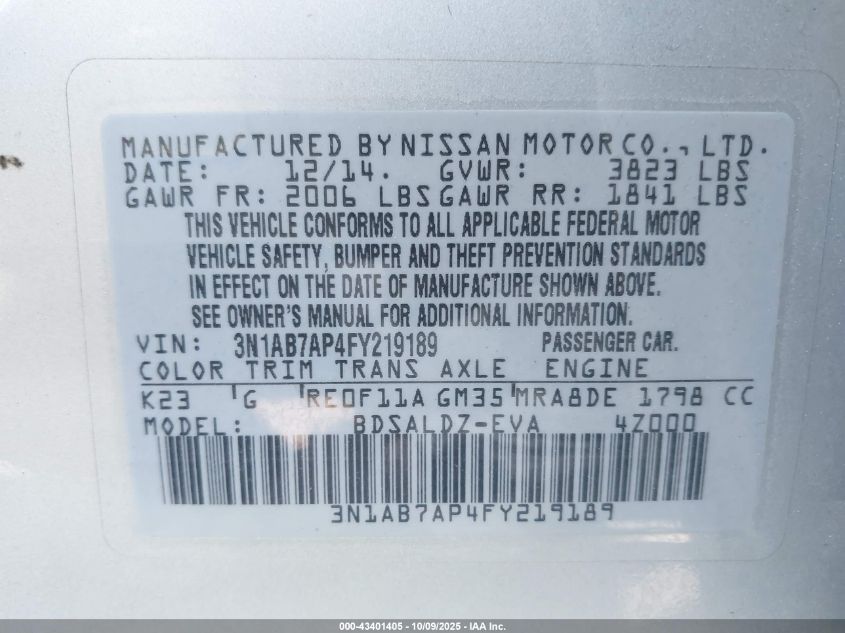 MANUFACTURED BY NISSAN MOTOR CO., LTD.
DATE: 12/14. GVWR: 3823 LBS
GAWR FR: 2006 LBS GAWR RR: 1841 LBS
THIS VEHICLE CONFORMS TO ALL APPLICABLE FEDERAL MOTOR
VEHICLE SAFETY, BUMPER AND THEFT PREVENTION STANDARDS
IN EFFECT ON THE DATE OF MANUFACTURE SHOWN ABOVE.
SEE OWNER'S MANUAL FOR ADDITIONAL INFORMATION.
VIN: 3N1AB7AP4FY219189 PASSENGER CAR.
COLOR TRIM TRANS AXLE ENGINE
K23 G RE0F11A GM35 MRA8DE 1798 CC
MODEL: BDSALDZ-EVA 4Z000
3N1AB7AP4FY219189
000-43401405 - 10/09/2025 - IAA Inc.